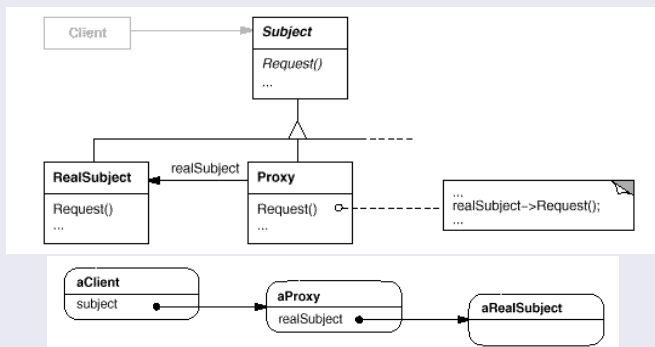 Client
Subject
Request()
...
realSubject
RealSubject
Request()
...
Proxy
Request()
...
...
realSubject->Request();
...
aClient
subject
aProxy
realSubject
aRealSubject